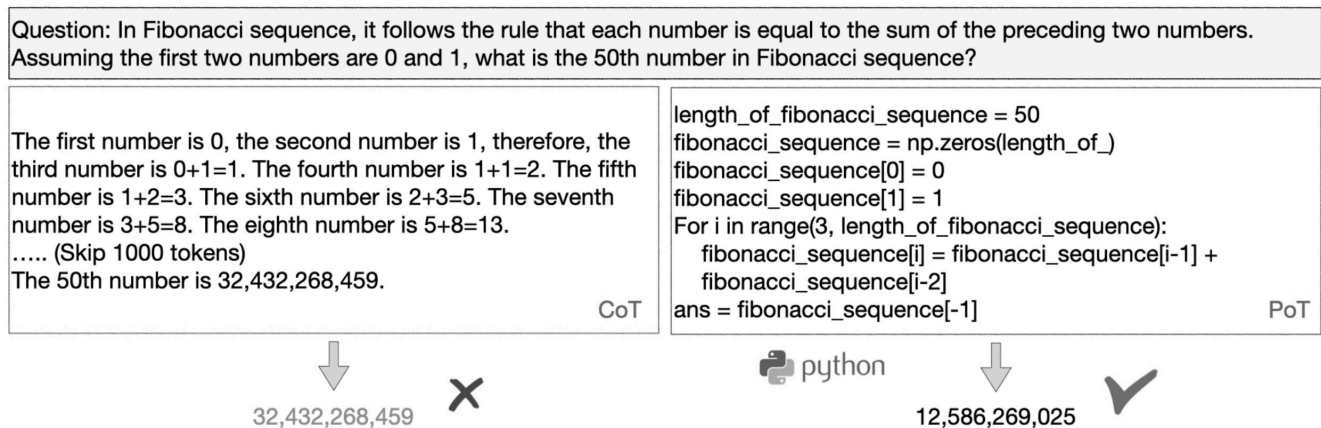 Question: In Fibonacci sequence, it follows the rule that each number is equal to the sum of the preceding two numbers.
Assuming the first two numbers are 0 and 1, what is the 50th number in Fibonacci sequence?
The first number is 0, the second number is 1, therefore, the
third number is 0+1=1. The fourth number is 1+1=2. The fifth
number is 1+2=3. The sixth number is 2+3=5. The seventh
number is 3+5=8. The eighth number is 5+8=13.
..... (Skip 1000 tokens)
The 50th number is 32,432,268,459.
CoT
length_of_fibonacci_sequence = 50
fibonacci_sequence = np.zeros(length_of_)
fibonacci_sequence[0] = 0
fibonacci_sequence[1] = 1
For i in range(3, length_of_fibonacci_sequence):
fibonacci_sequence[i] = fibonacci_sequence[i-1] +
fibonacci_sequence[i-2]
ans = fibonacci_sequence[-1]
PoT
32,432,268,459
python
12,586,269,025